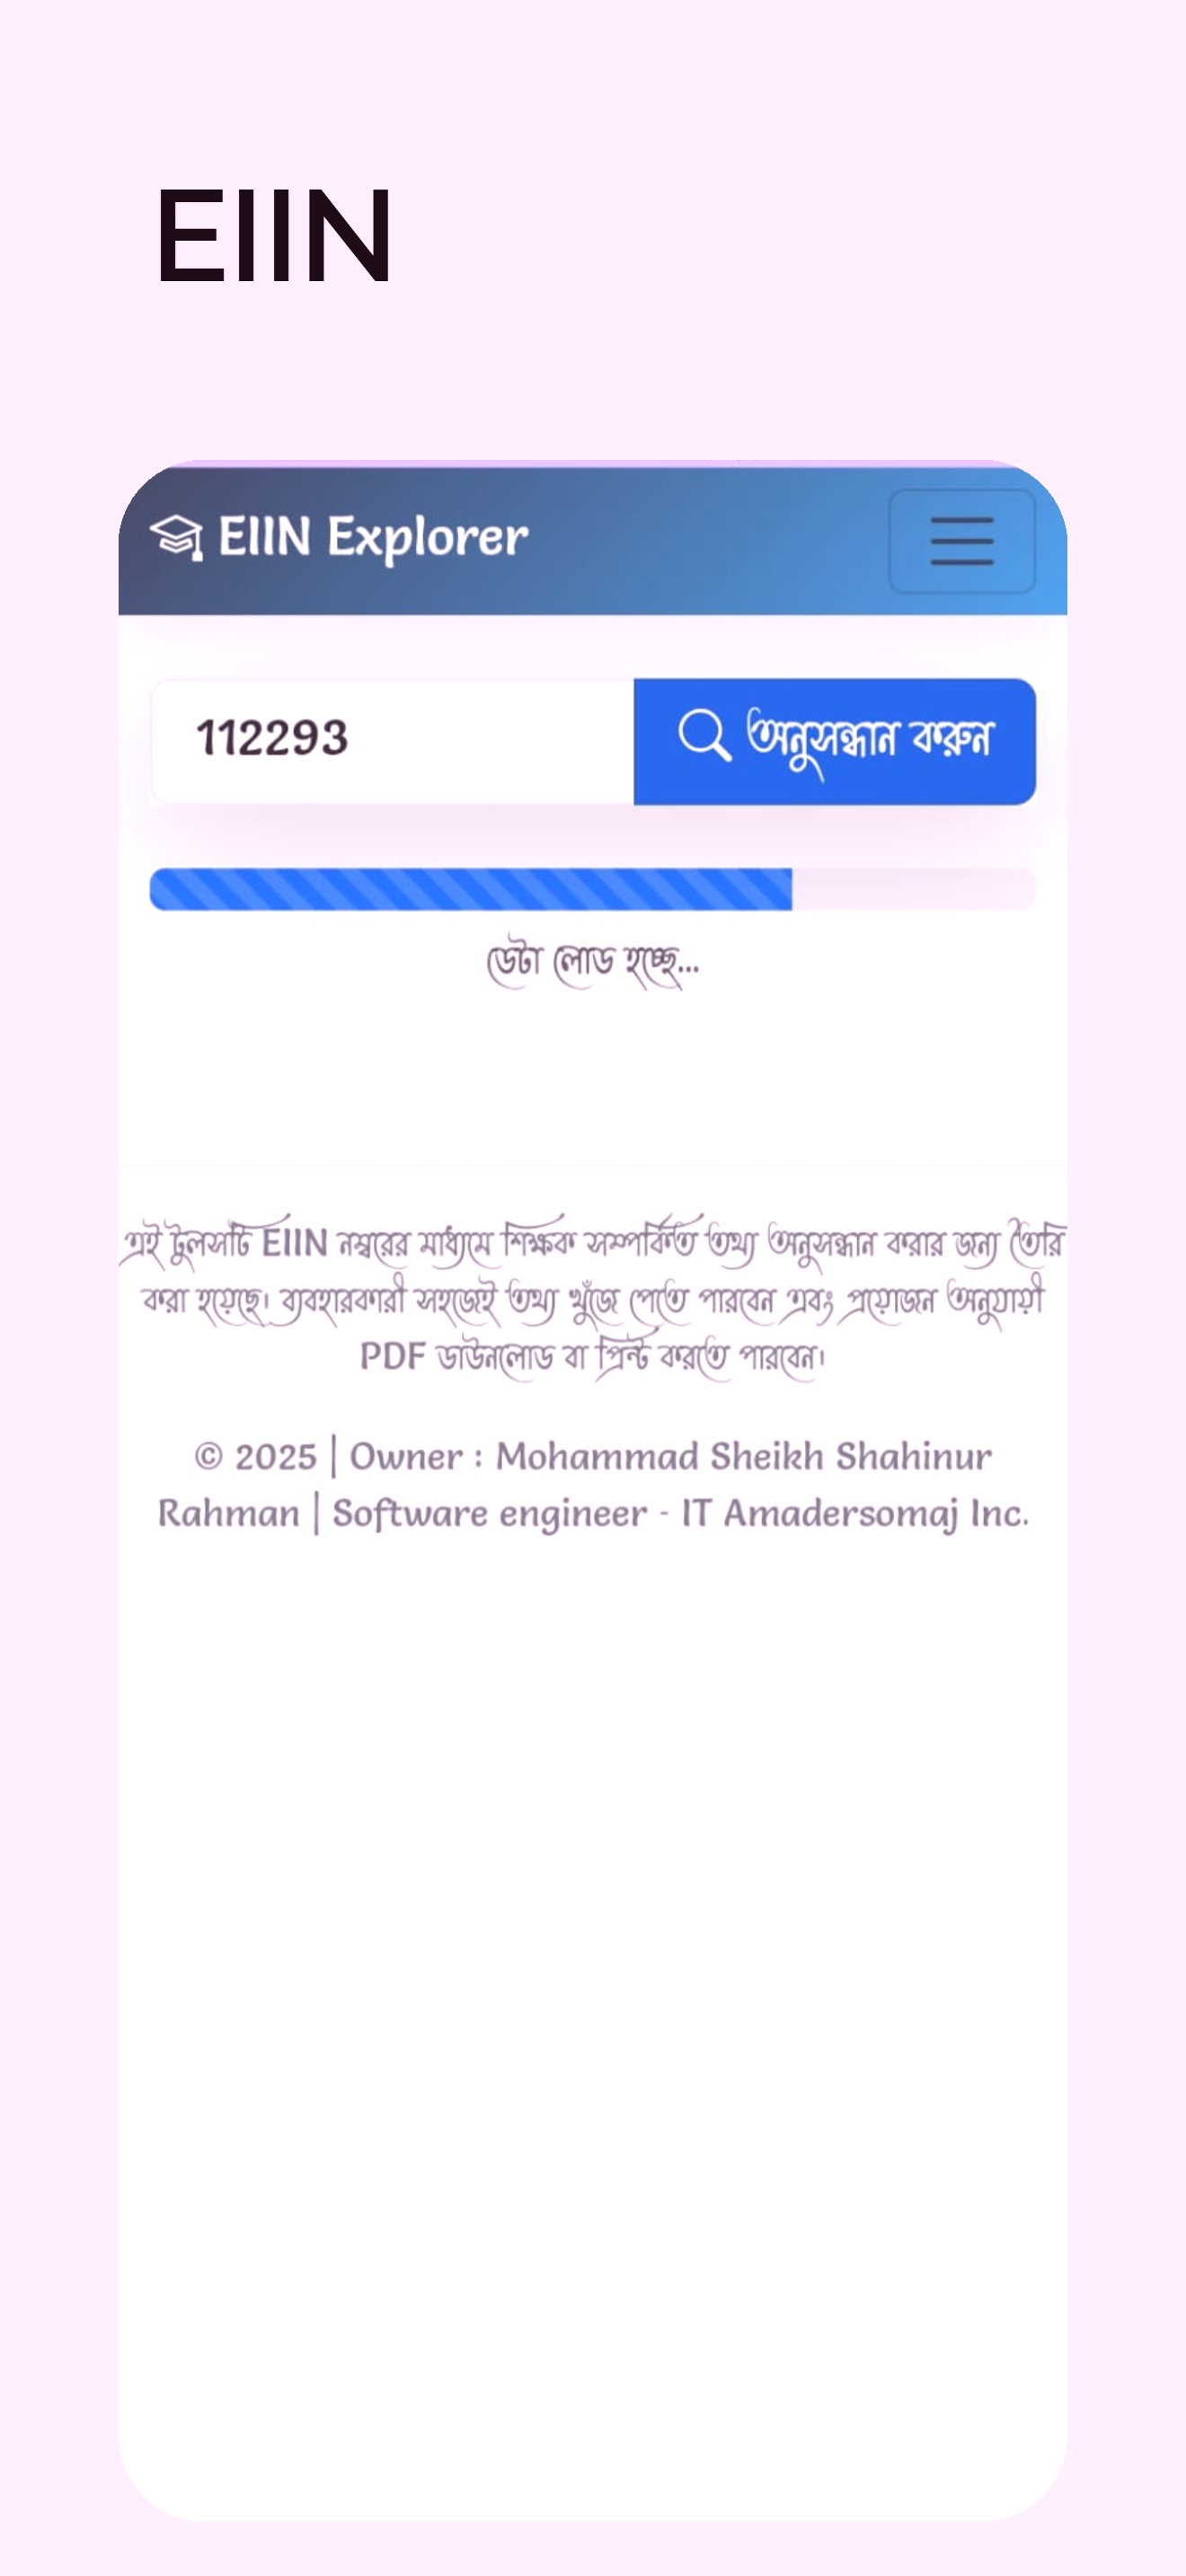 EIIN
EIIN Explorer
112293
অনুসন্ধান করুন
ডেটা লোড হচ্ছে...
এই টুলসটি EIIN নম্বরের মাধ্যমে শিক্ষক সম্পর্কিত তথ্য অনুসন্ধান করার জন্য তৈরি
করা হয়েছে। ব্যবহারকারী সহজেই তথ্য খুঁজে পেতে পারবেন এবং প্রয়োজন অনুযায়ী
PDF ডাউনলোড বা প্রিন্ট করতে পারবেন।
© 2025 | Owner : Mohammad Sheikh Shahinur
Rahman | Software engineer - IT Amadersomaj Inc.